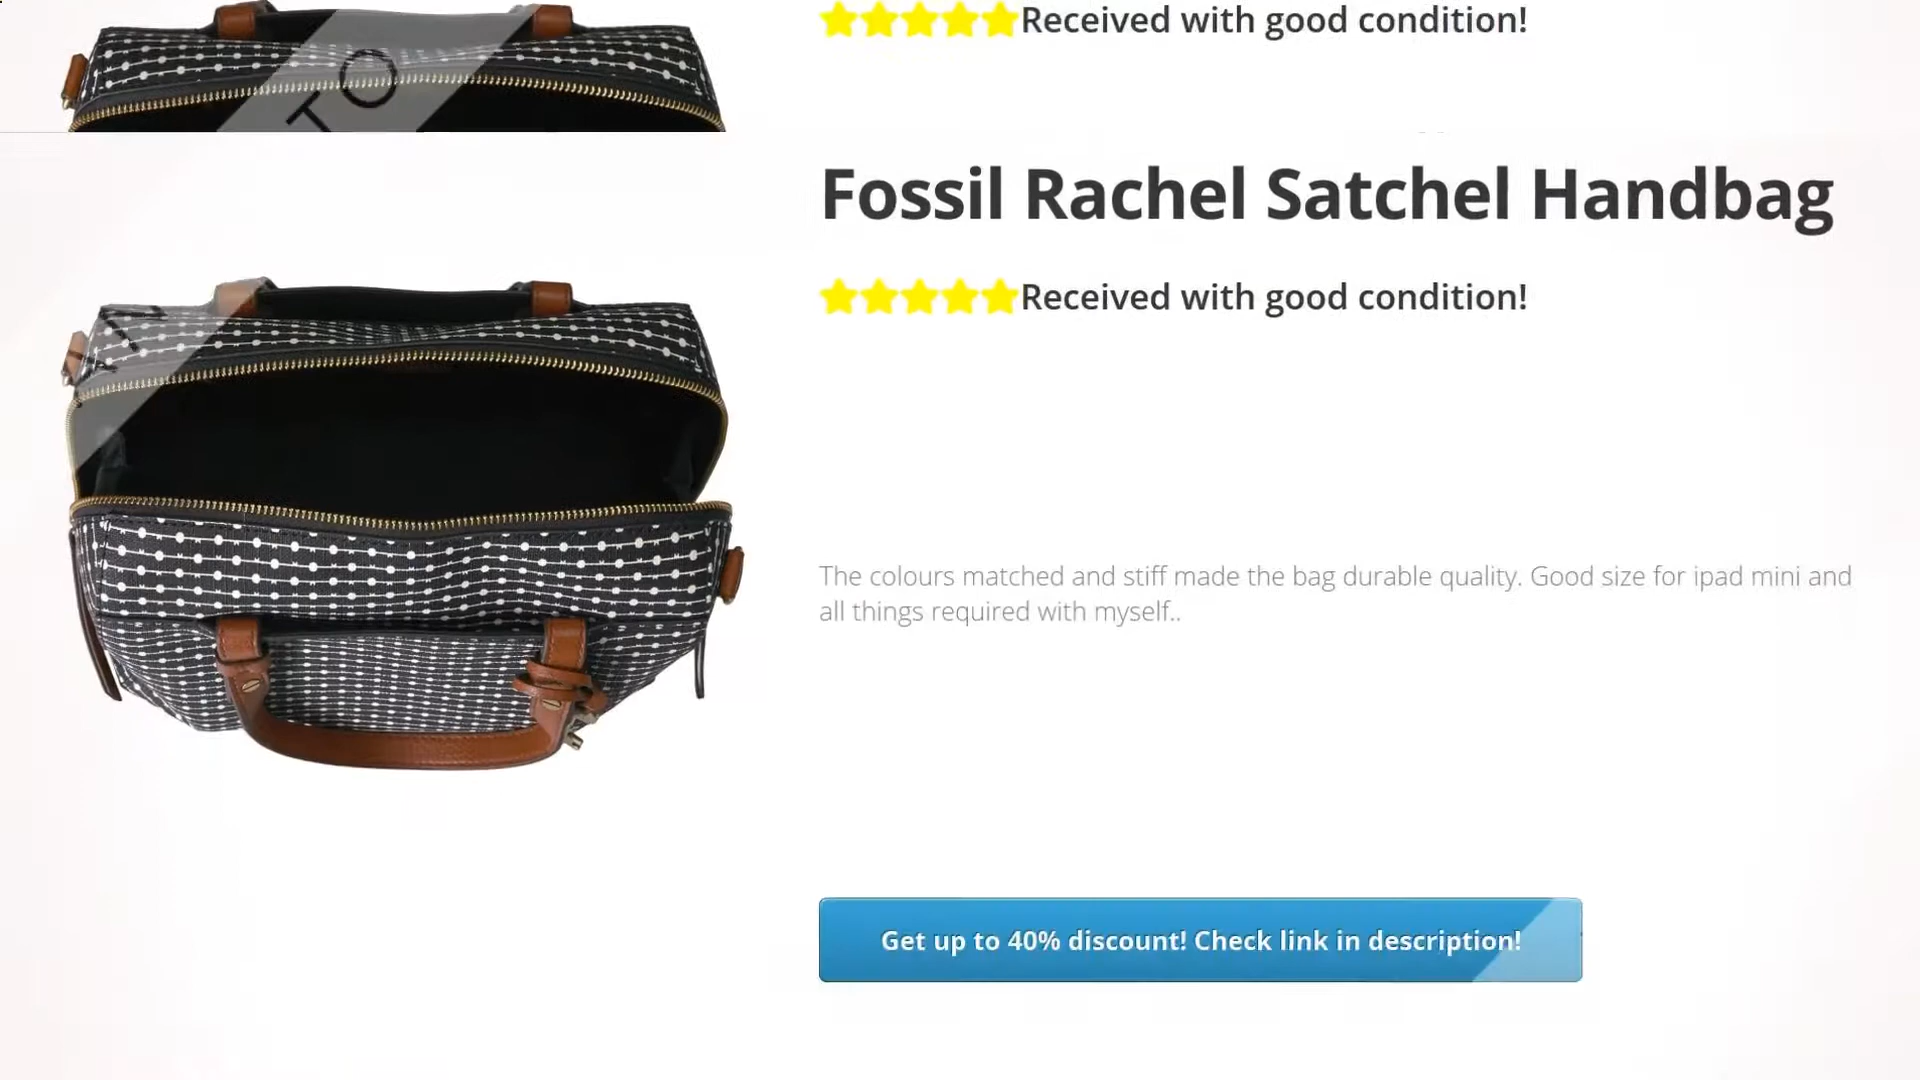 Received with good condition!
TO
Fossil Rachel Satchel Handbag
Received with good condition!
The colours matched and stiff made the bag durable quality. Good size for ipad mini and
all things required with myself..
Get up to 40% discount! Check link in description!